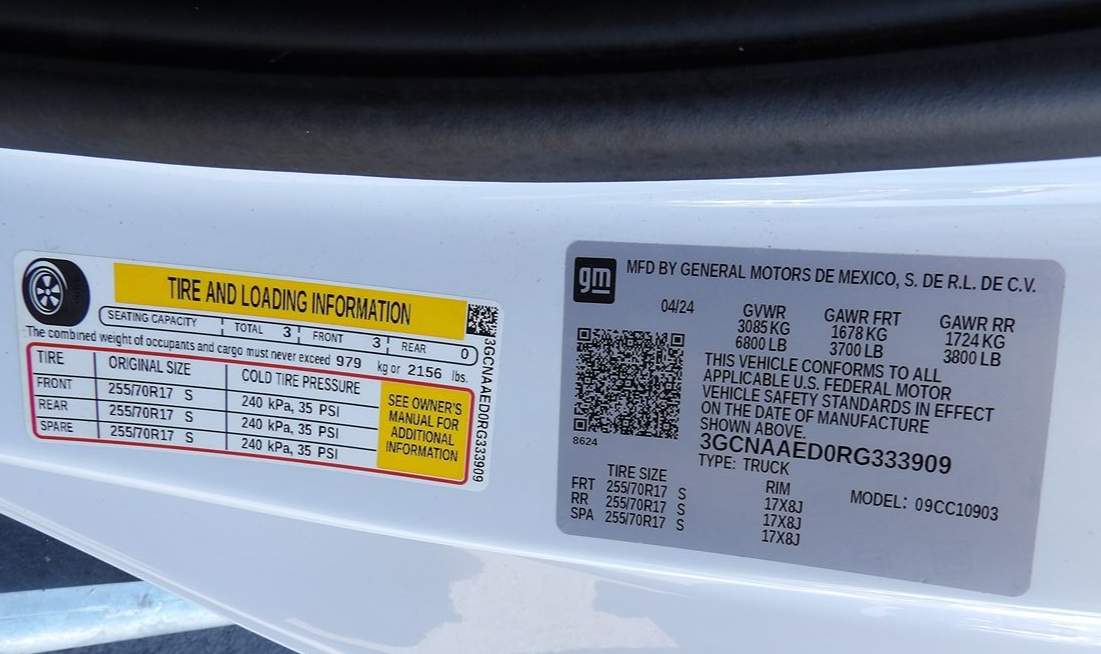 TIRE AND LOADING INFORMATION
SEATING CAPACITY TOTAL 3 FRONT 3 REAR 0
The combined weight of occupants and cargo must never exceed 979 kg or 2156 lbs.
TIRE ORIGINAL SIZE COLD TIRE PRESSURE
FRONT 255/70R17 S 240 kPa, 35 PSI
REAR 255/70R17 S 240 kPa, 35 PSI
SPARE 255/70R17 S 240 kPa, 35 PSI
SEE OWNER'S
MANUAL FOR
ADDITIONAL
INFORMATION
3GCNAAED0RG333909
gm
MFD BY GENERAL MOTORS DE MEXICO, S. DE R.L. DE C.V.
04/24 GVWR GAWR FRT GAWR RR
3085 KG 1678 KG 1724 KG
6800 LB 3700 LB 3800 LB
THIS VEHICLE CONFORMS TO ALL
APPLICABLE U.S. FEDERAL MOTOR
VEHICLE SAFETY STANDARDS IN EFFECT
ON THE DATE OF MANUFACTURE
SHOWN ABOVE.
8624
3GCNAAED0RG333909
TYPE: TRUCK
TIRE SIZE RIM MODEL: 09CC10903
FRT 255/70R17 S 17X8J
RR 255/70R17 S 17X8J
SPA 255/70R17 S 17X8J